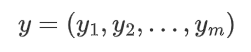 y = (y₁, y₂, . . . , yₘ)